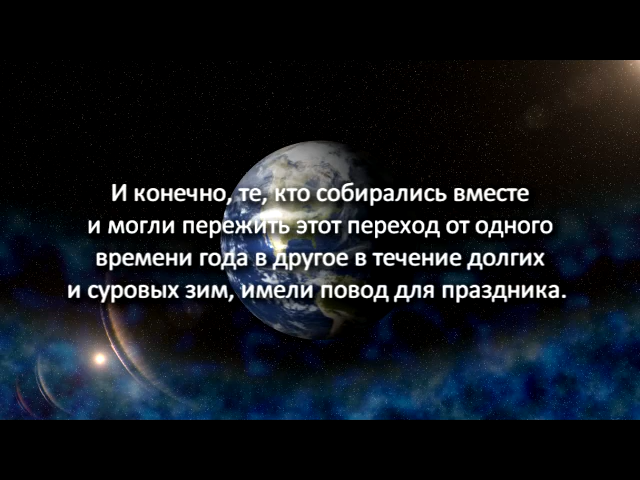 И конечно, те, кто собирались вместе
и могли пережить этот переход от одного
времени года в другое в течение долгих
и суровых зим, имели повод для праздника.